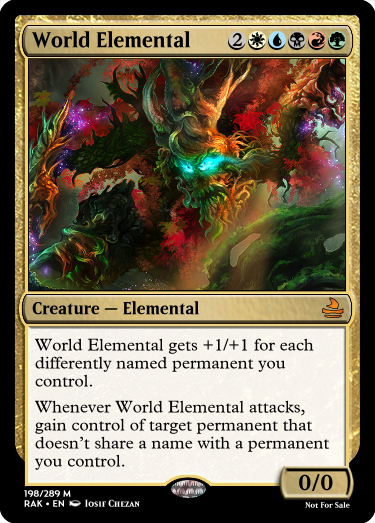 World Elemental 2
Creature — Elemental
World Elemental gets +1/+1 for each
differently named permanent you
control.
Whenever World Elemental attacks,
gain control of target permanent that
doesn't share a name with a permanent
you control.
0/0
198/289 M
RAK • EN Iosif Chezan
Not For Sale